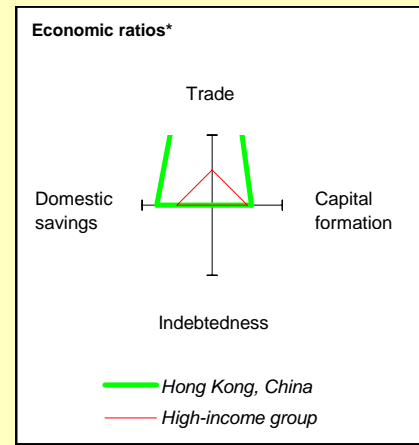 Economic ratios*
Trade
Domestic
savings
Capital
formation
Indebtedness
Hong Kong, China
High-income group